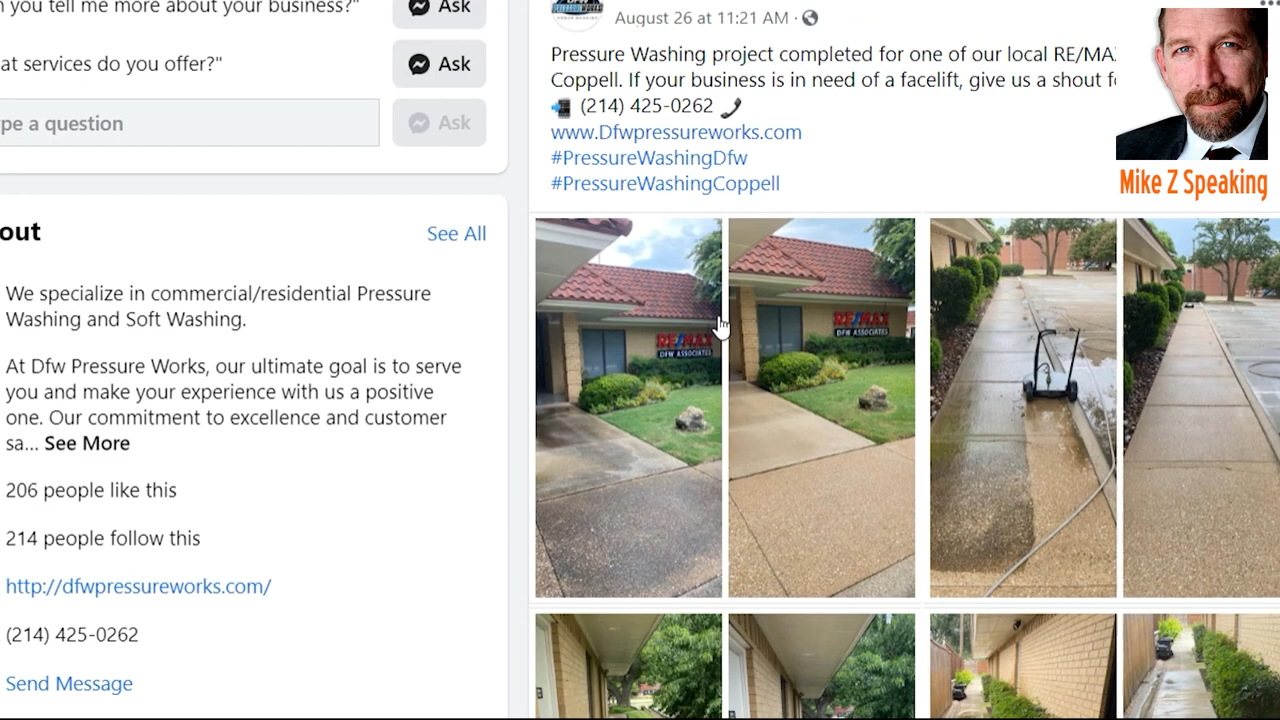 you tell me more about your business?"
Ask
at services do you offer?"
Ask
pe a question
Ask
out
See All
We specialize in commercial/residential Pressure
Washing and Soft Washing.
At Dfw Pressure Works, our ultimate goal is to serve
you and make your experience with us a positive
one. Our commitment to excellence and customer
sa... See More
206 people like this
214 people follow this
http://dfwpressureworks.com/
(214) 425-0262
Send Message
August 26 at 11:21 AM ·
Pressure Washing project completed for one of our local RE/MA
Coppell. If your business is in need of a facelift, give us a shout f
(214) 425-0262
www.Dfwpressureworks.com
#PressureWashingDfw
#PressureWashingCoppell
Mike Z Speaking
RE/MAX
DFW ASSOCIATES
RE/MAX
DFW ASSOCIATES